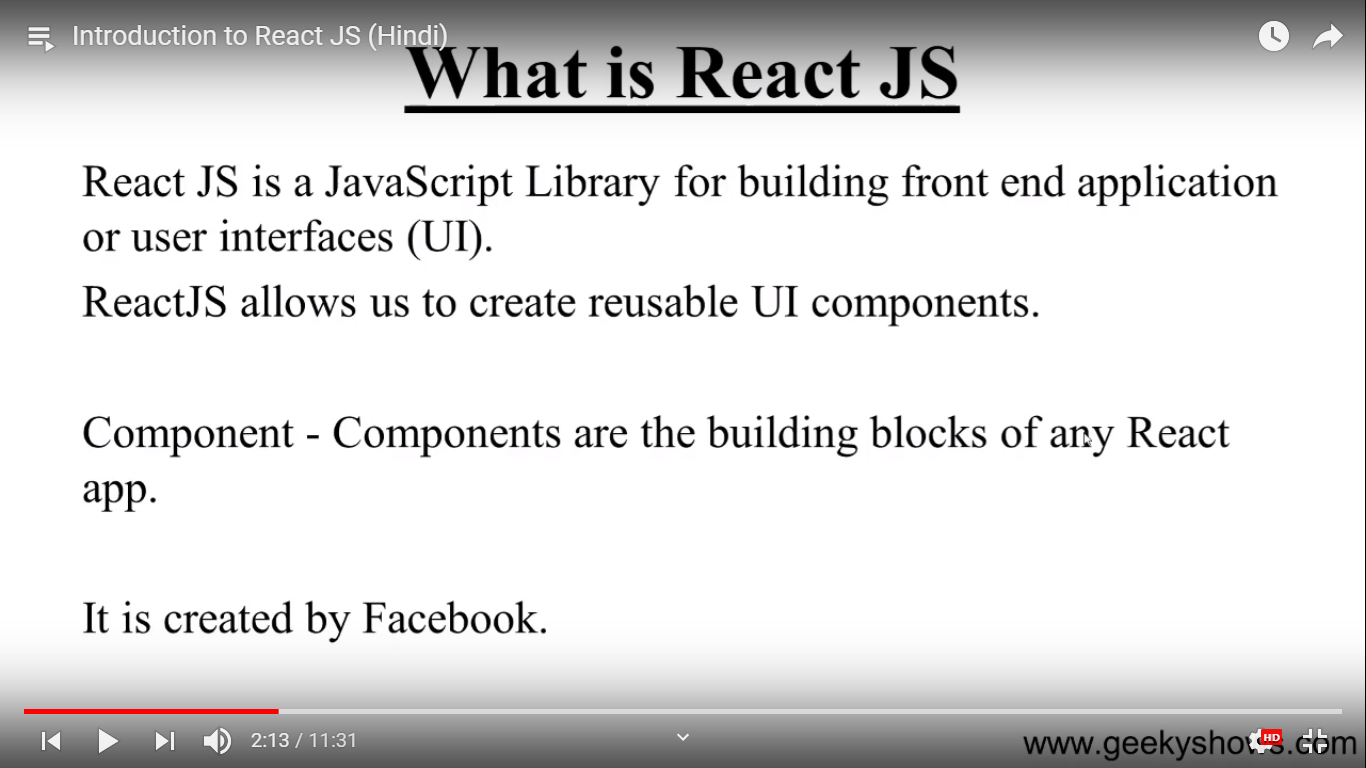 Introduction to React JS (Hindi)
What is React JS
React JS is a JavaScript Library for building front end application
or user interfaces (UI).
ReactJS allows us to create reusable UI components.
Component - Components are the building blocks of any React
app.
It is created by Facebook.
2:13 / 11:31
HD
www.geekyshows.com